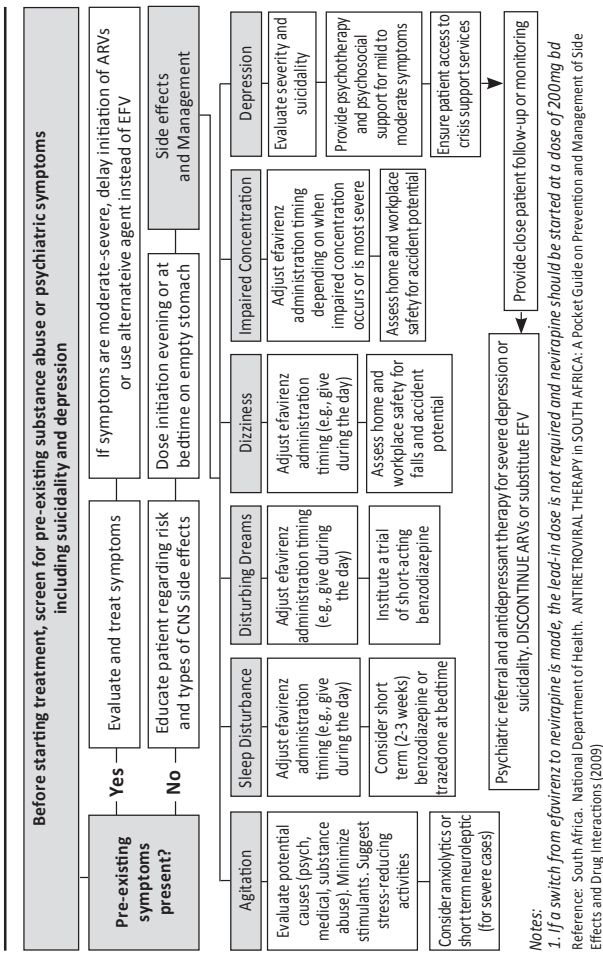 Before starting treatment, screen for pre-existing substance abuse or psychiatric symptoms
including suicidality and depression
Pre-existing
symptoms
present?
Yes
Evaluate and treat symptoms
If symptoms are moderate-severe, delay initiation of ARVs
or use alternateive agent instead of EFV
No
Educate patient regarding risk
and types of CNS side effects
Dose initiation evening or at
bedtime on empty stomach
Side effects
and Management
Agitation
Evaluate potential
causes (psych,
medical, substance
abuse). Minimize
stimulants. Suggest
stress-reducing
activities
Consider anxiolytics or
short term neuroleptic
(for severe cases)
Sleep Disturbance
Adjust efavirenz
administration
timing (e.g., give
during the day)
Consider short
term (2-3 weeks)
benzodiazepine or
trazedone at bedtime
Disturbing Dreams
Adjust efavirenz
administration timing
(e.g., give during
the day)
Institute a trial
of short-acting
benzodiazepine
Dizziness
Adjust efavirenz
administration
timing (e.g., give
during the day)
Assess home and
workplace safety for
falls and accident
potential
Impaired Concentration
Adjust efavirenz
administration timing
depending on when
impaired concentration
occurs or is most severe
Assess home and workplace
safety for accident potential
Depression
Evaluate severity and
suicidality
Provide psychotherapy
and psychosocial
support for mild to
moderate symptoms
Ensure patient access to
crisis support services
Provide close patient follow-up or monitoring
Psychiatric referral and antidepressant therapy for severe depression or
suicidality. DISCONTINUE ARVs or substitute EFV
Notes:
1. If a switch from efavirenz to nevirapine is made, the lead-in dose is not required and nevirapine should be started at a dose of 200mg bd
Reference: South Africa. National Department of Health. ANTIRETROVIRAL THERAPY in SOUTH AFRICA: A Pocket Guide on Prevention and Management of Side
Effects and Drug Interactions (2009)